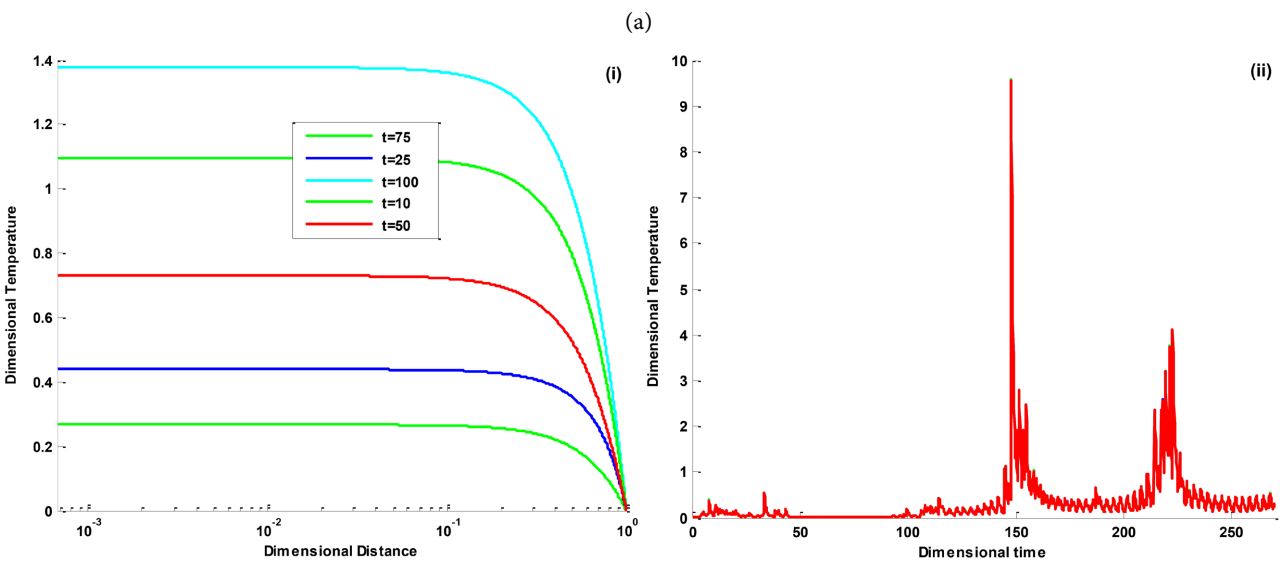 (a)
(i)
1.4
1.2
1
0.8
0.6
0.4
0.2
0
Dimensional Temperature
t=75
t=25
t=100
t=10
t=50
10-3
10-2
10-1
100
Dimensional Distance
(ii)
10
9
8
7
6
5
4
3
2
1
0
Dimensional Temperature
0
50
100
150
200
250
Dimensional time